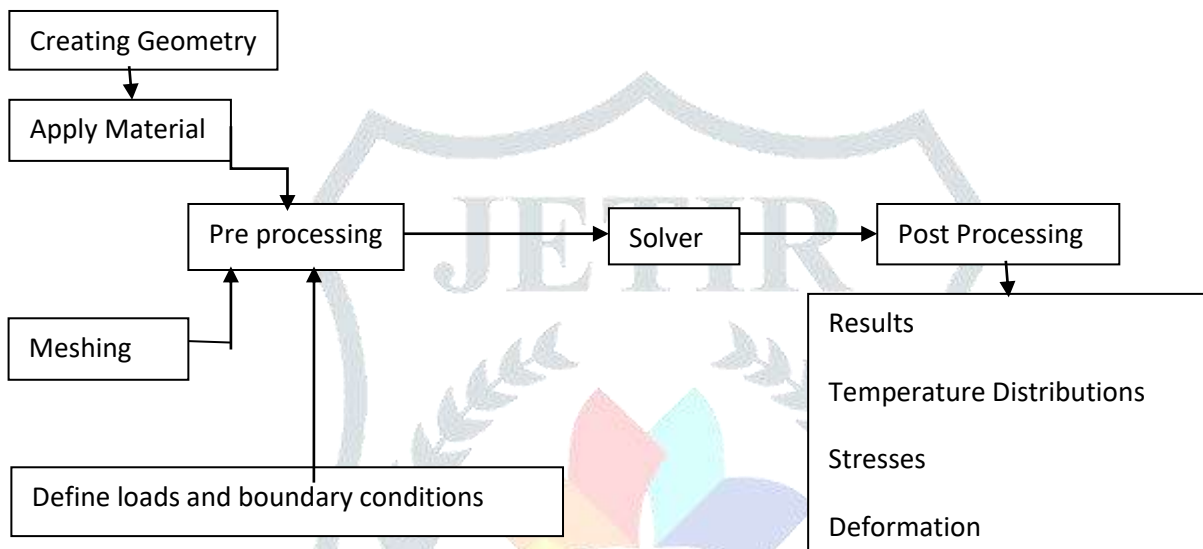 Creating Geometry
Apply Material
JETIR
Pre processing
Solver
Post Processing
Meshing
Results
Temperature Distributions
Stresses
Deformation
Define loads and boundary conditions